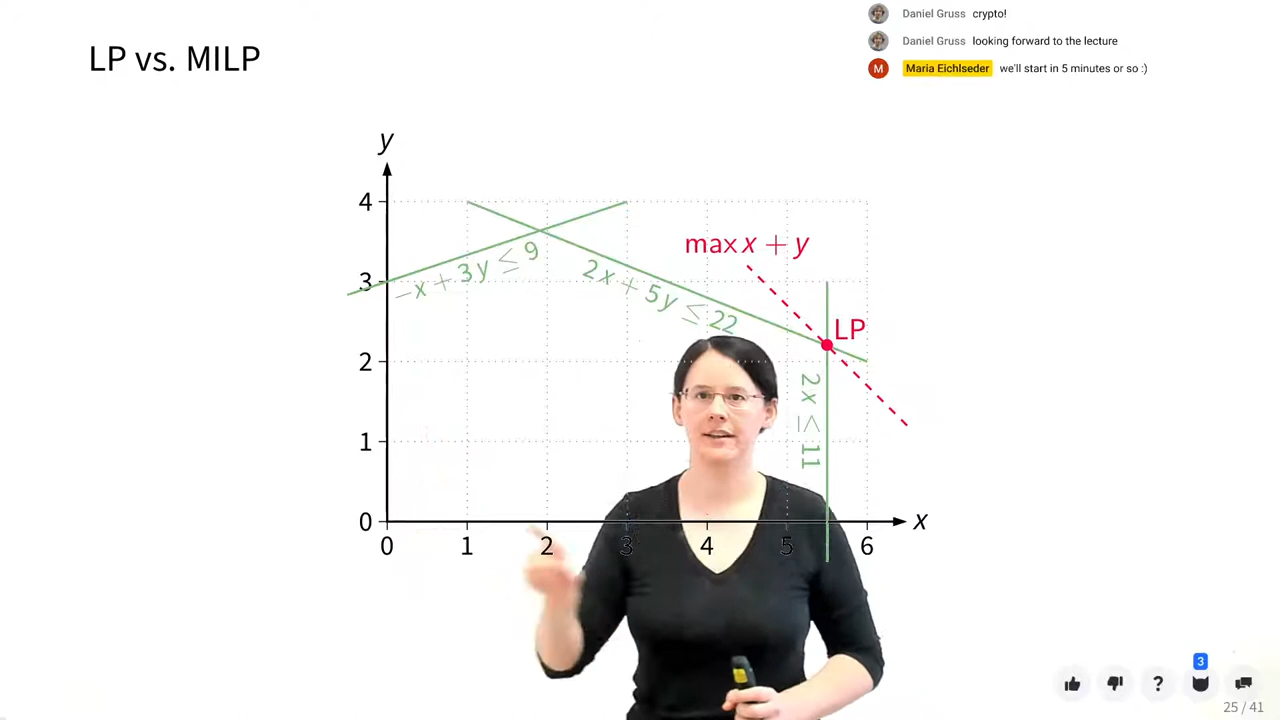 Daniel Gruss crypto!
Daniel Gruss looking forward to the lecture
M Maria Eichlseder we'll start in 5 minutes or so :)
LP vs. MILP
y
4
3
2
1
0
−x + 3y ≤ 9
2x + 5y ≤ 22
max x + y
LP
2x ≤ 11
x
0 1 2 3 4 5 6
3
?
25 / 41